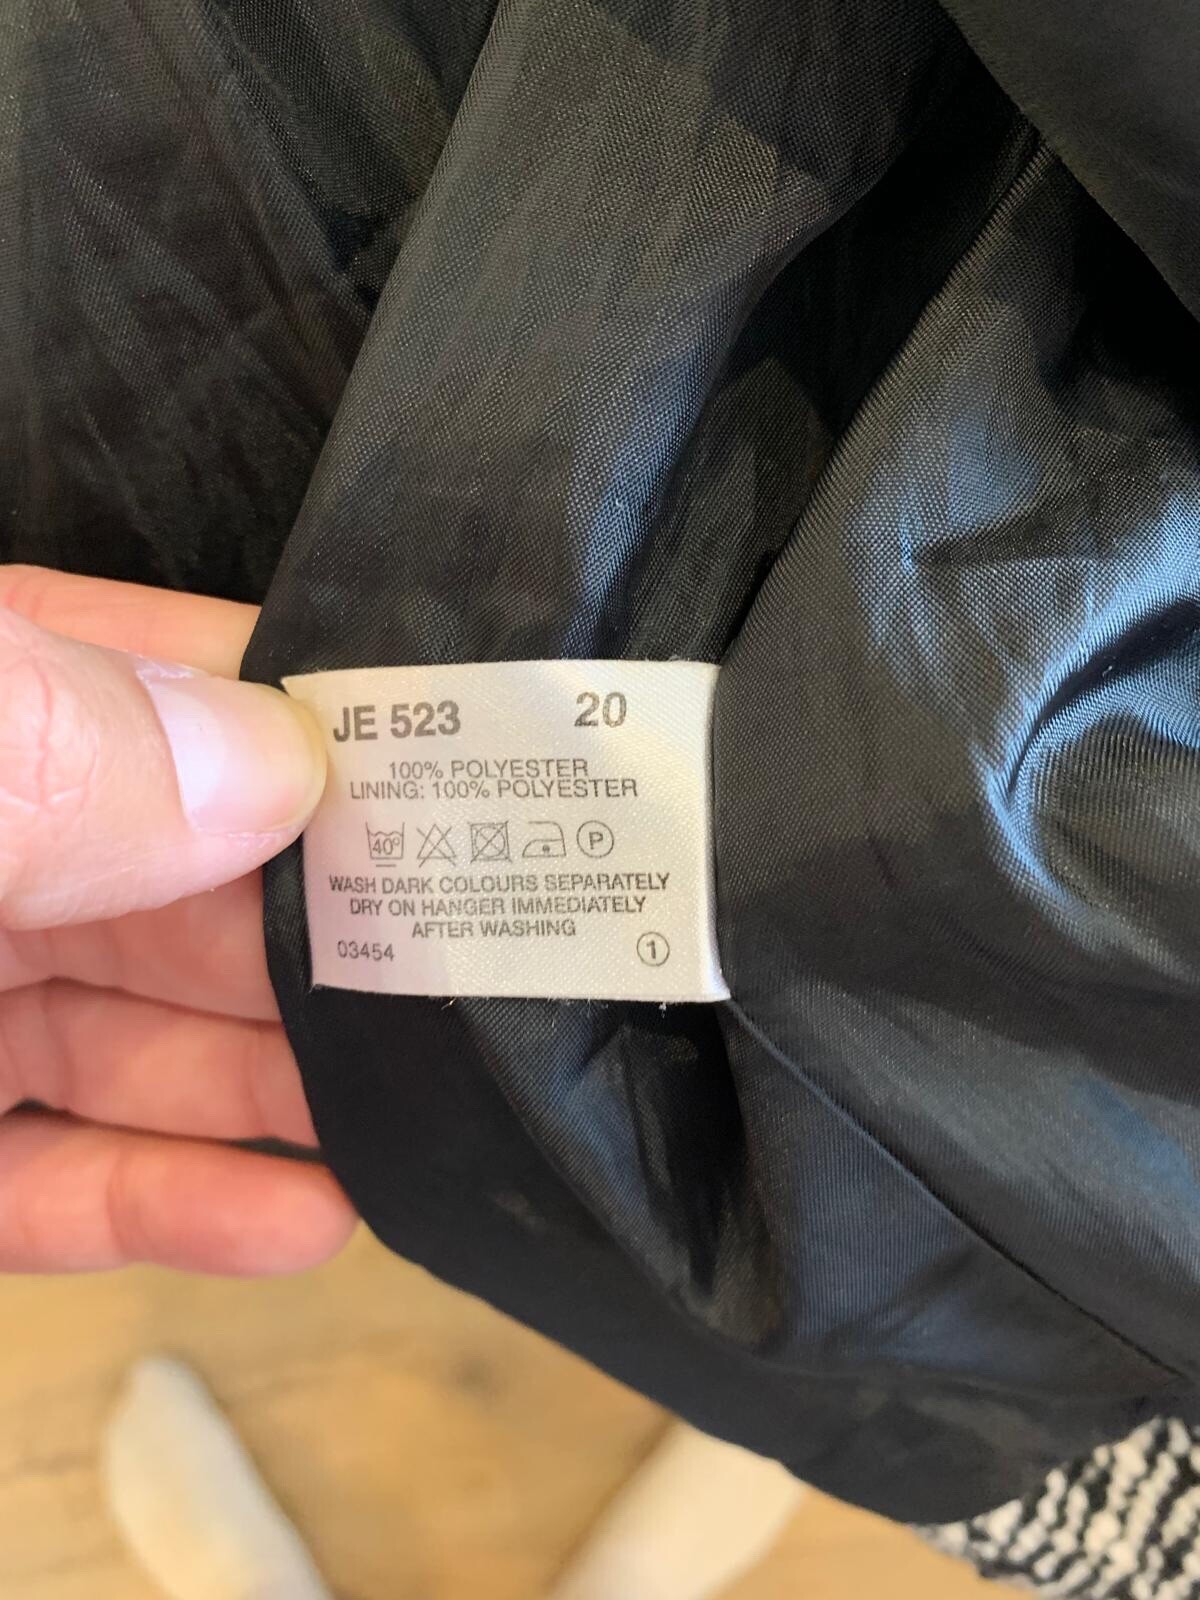 JE 523 20
100% POLYESTER
LINING: 100% POLYESTER
40° P
WASH DARK COLOURS SEPARATELY
DRY ON HANGER IMMEDIATELY
AFTER WASHING
03454 1